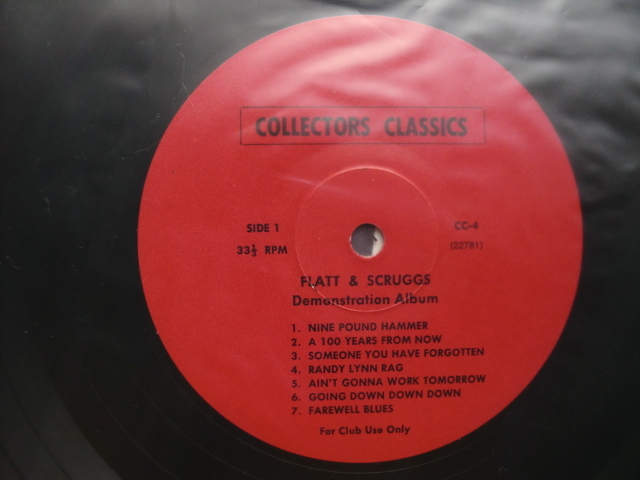 COLLECTORS CLASSICS
SIDE 1
CC-4
33⅓ RPM
(22781)
FLATT & SCRUGGS
Demonstration Album
1. NINE POUND HAMMER
2. A 100 YEARS FROM NOW
3. SOMEONE YOU HAVE FORGOTTEN
4. RANDY LYNN RAG
5. AIN'T GONNA WORK TOMORROW
6. GOING DOWN DOWN DOWN
7. FAREWELL BLUES
For Club Use Only